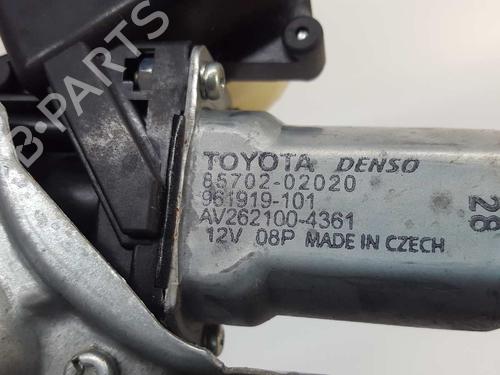 B-PARTS
TOYOTA DENSO
85702-02020
961919-101
AV262100-4361
12V 08P MADE IN CZECH
28